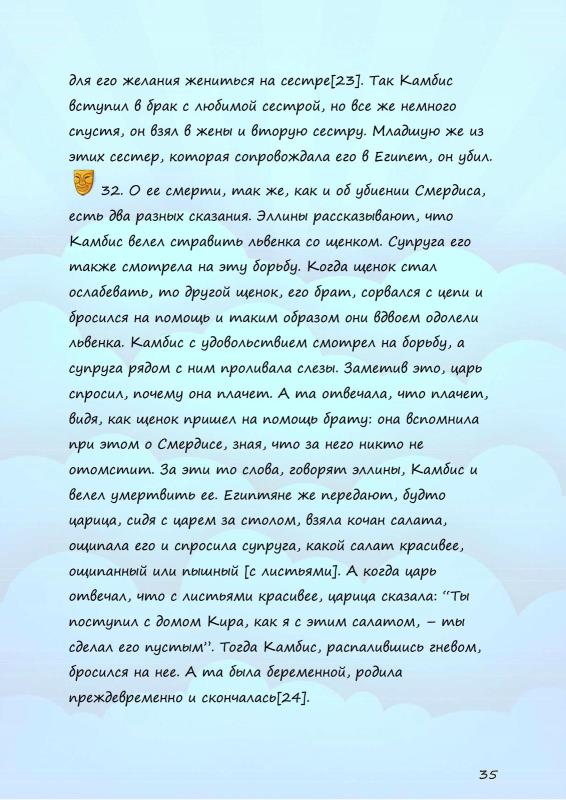 для его желания жениться на сестре[23]. Так Камбис
вступил в брак с любимой сестрой, но все же немного
спустя, он взял в жены и вторую сестру. Младшую же из
этих сестер, которая сопровождала его в Египет, он убил.
32. О ее смерти, так же, как и об убиении Смердиса,
есть два разных сказания. Эллины рассказывают, что
Камбис велел стравить львенка со щенком. Супруга его
также смотрела на эту борьбу. Когда щенок стал
ослабевать, то другой щенок, его брат, сорвался с цепи и
бросился на помощь и таким образом они вдвоем одолели
львенка. Камбис с удовольствием смотрел на борьбу, а
супруга рядом с ним проливала слезы. Заметив это, царь
спросил, почему она плачет. А та отвечала, что плачет,
видя, как щенок пришел на помощь брату: она вспомнила
при этом о Смердисе, зная, что за него никто не
отомстит. За эти то слова, говорят эллины, Камбис и
велел умертвить ее. Египтяне же передают, будто
царица, сидя с царем за столом, взяла кочан салата,
ощипала его и спросила супруга, какой салат красивее,
ощипанный или пышный [с листьями]. А когда царь
отвечал, что с листьями красивее, царица сказала: “Ты
поступил с домом Кира, как я с этим салатом, – ты
сделал его пустым”. Тогда Камбис, распалившись гневом,
бросился на нее. А та была беременной, родила
преждевременно и скончалась[24].
35